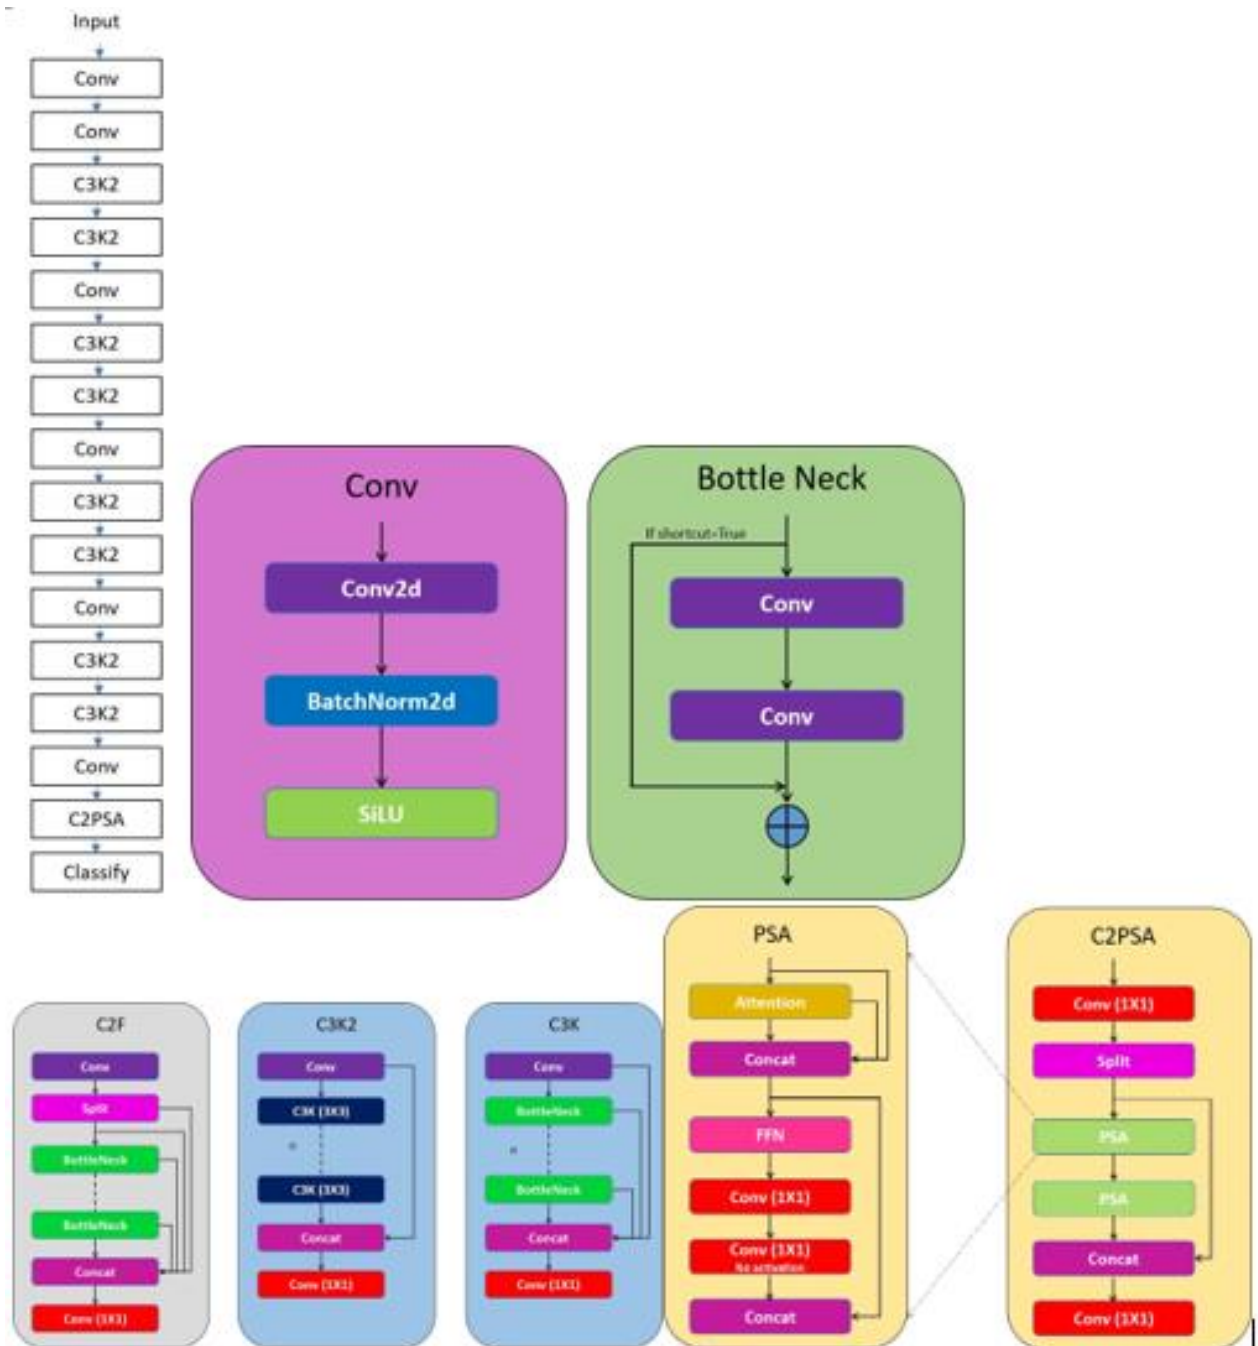 Input
Conv
Conv
C3K2
C3K2
Conv
C3K2
C3K2
Conv
C3K2
C3K2
Conv
C3K2
C3K2
Conv
C2PSA
Classify
Conv
Conv2d
BatchNorm2d
SiLU
Bottle Neck
If shortcut=True
Conv
Conv
C2F
Conv
Split
BottleNeck
BottleNeck
Concat
Conv (1X1)
C3K2
Conv
C3K (3X3)
n
C3K (3X3)
Concat
Conv (1X1)
C3K
Conv
BottleNeck
n
BottleNeck
Concat
Conv (1X1)
PSA
Attention
Concat
FFN
Conv (1X1)
Conv (1X1)
No activation
Concat
C2PSA
Conv (1X1)
Split
PSA
PSA
Concat
Conv (1X1)